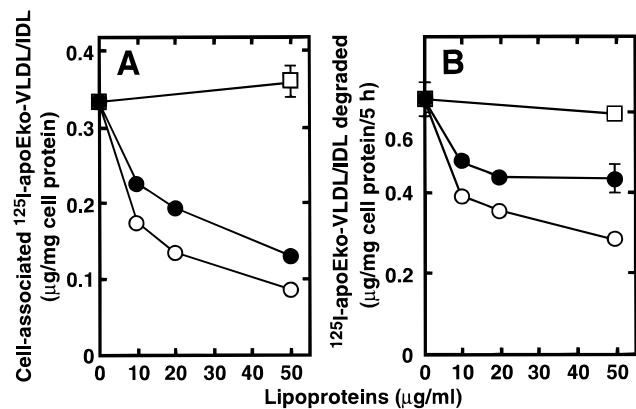 Cell-associated ¹²⁵I-apoEko-VLDL/IDL
(μg/mg cell protein)
A
0.4
0.3
0.2
0.1
0
0 10 20 30 40 50
¹²⁵I-apoEko-VLDL/IDL degraded
(μg/mg cell protein/5 h)
B
0.6
0.4
0.2
0
0 10 20 30 40 50
Lipoproteins (μg/ml)